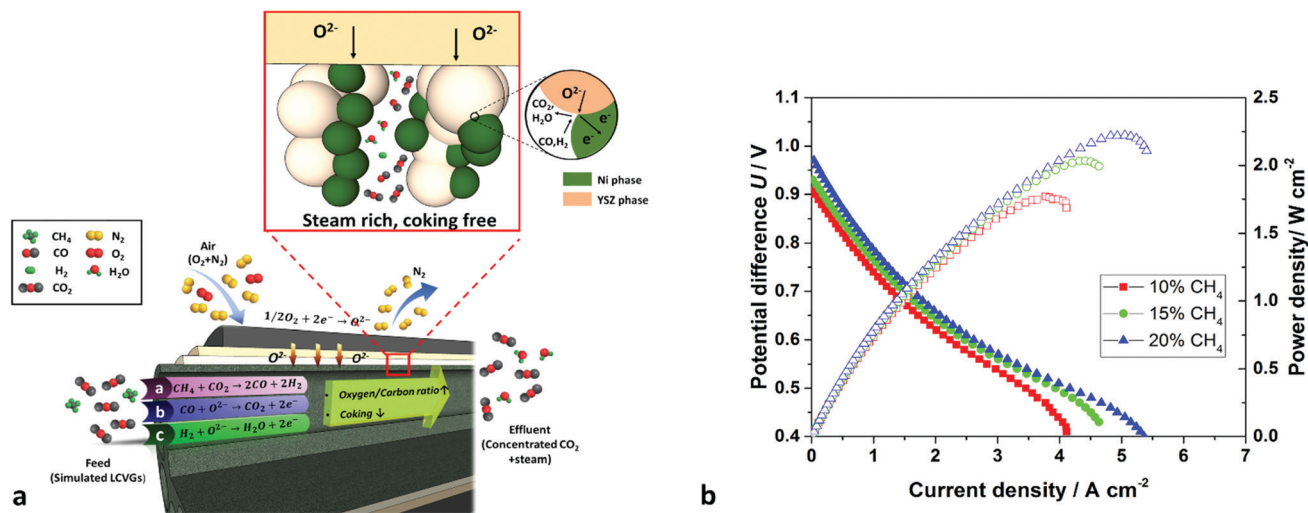 O²⁻
O²⁻
O²⁻
CO₂,
H₂O
e⁻
CO,H₂
e⁻
Ni phase
YSZ phase
Steam rich, coking free
CH₄
N₂
CO
O₂
H₂
H₂O
CO₂
Air
(O₂+N₂)
N₂
1/2O₂ + 2e⁻ → O²⁻
O²⁻
O²⁻
a CH₄ + CO₂→ 2CO + 2H₂
b CO + O²⁻ → CO₂ + 2e⁻
c H₂ + O²⁻→ H₂O + 2e⁻
• Oxygen/Carbon ratio↑
• Coking ↓
Feed
(Simulated LCVGs)
Effluent
(Concentrated CO₂
+steam)
a
Potential difference U / V
1.1
1.0
0.9
0.8
0.7
0.6
0.5
0.4
10% CH₄
15% CH₄
20% CH₄
2.5
2.0
1.5
1.0
0.5
0.0
Power density/ W cm⁻²
0 1 2 3 4 5 6 7
Current density / A cm⁻²
b